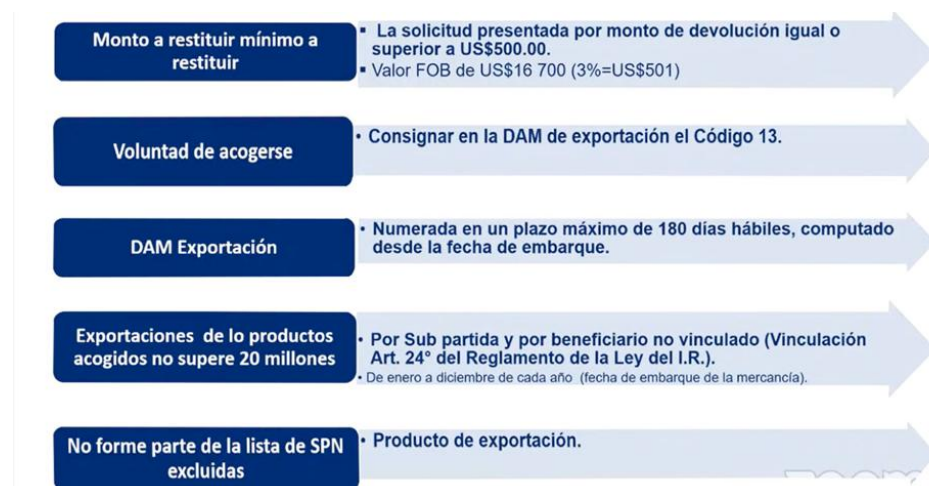 Monto a restituir mínimo a
restituir
▪ La solicitud presentada por monto de devolución igual o
superior a US$500.00.
▪ Valor FOB de US$16 700 (3%=US$501)
Voluntad de acogerse
• Consignar en la DAM de exportación el Código 13.
DAM Exportación
• Numerada en un plazo máximo de 180 días hábiles, computado
desde la fecha de embarque.
Exportaciones de lo productos
acogidos no supere 20 millones
• Por Sub partida y por beneficiario no vinculado (Vinculación
Art. 24° del Reglamento de la Ley del I.R.).
• De enero a diciembre de cada año (fecha de embarque de la mercancía).
No forme parte de la lista de SPN
excluidas
• Producto de exportación.
zoom